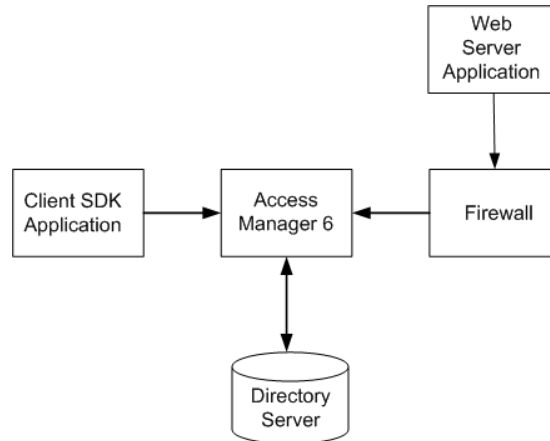 Web
Server
Application
Client SDK
Application
Access
Manager 6
Firewall
Directory
Server